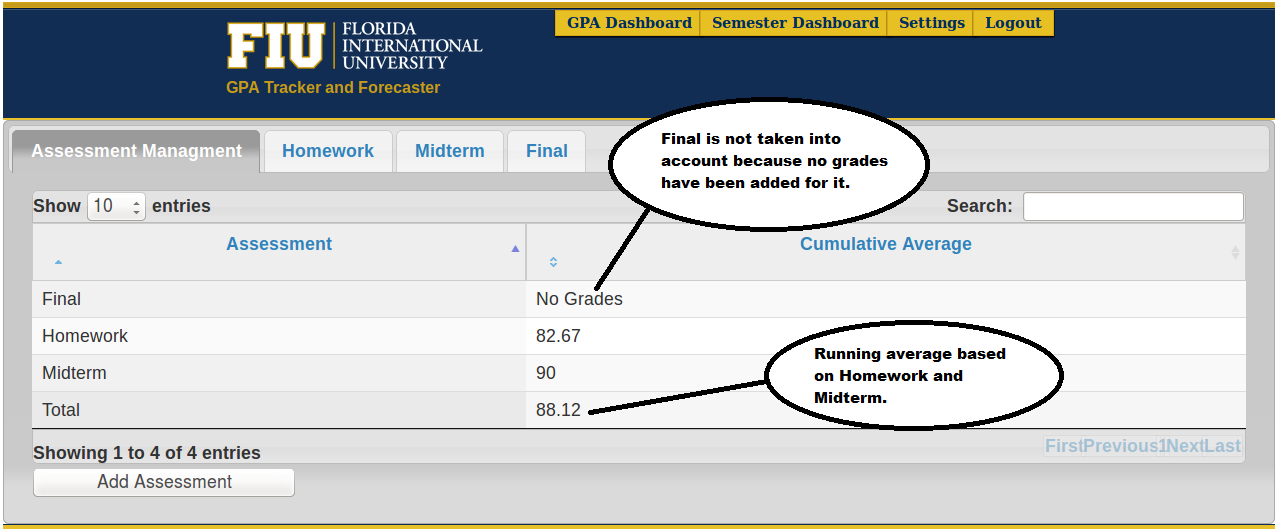 GPA Dashboard Semester Dashboard Settings Logout
FIU FLORIDA
INTERNATIONAL
UNIVERSITY
GPA Tracker and Forecaster
Assessment Managment Homework Midterm Final
Final is not taken into
account because no grades
have been added for it.
Show 10 entries Search:
Assessment Cumulative Average
Final No Grades
Homework 82.67
Midterm 90
Total 88.12
Running average based
on Homework and
Midterm.
Showing 1 to 4 of 4 entries FirstPrevious1NextLast
Add Assessment